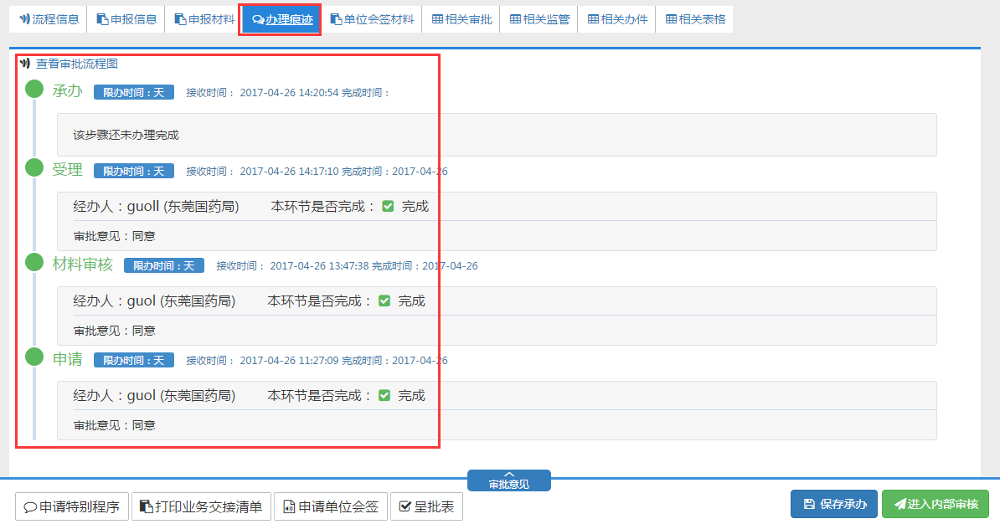 流程信息 申报信息 申报材料 办理痕迹 单位会签材料 相关审批 相关监管 相关办件 相关表格
查看审批流程图
承办 限办时间：天 接收时间： 2017-04-26 14:20:54 完成时间：
该步骤还未办理完成
受理 限办时间：天 接收时间： 2017-04-26 14:17:10 完成时间：2017-04-26
经办人：guoll (东莞国药局) 本环节是否完成： 完成
审批意见：同意
材料审核 限办时间：天 接收时间： 2017-04-26 13:47:38 完成时间：2017-04-26
经办人：guol (东莞国药局) 本环节是否完成： 完成
审批意见：同意
申请 限办时间：天 接收时间： 2017-04-26 11:27:09 完成时间：2017-04-26
经办人：guol (东莞国药局) 本环节是否完成： 完成
审批意见：同意
审批意见
申请特别程序 打印业务交接清单 申请单位会签 呈批表 保存承办 进入内部审核